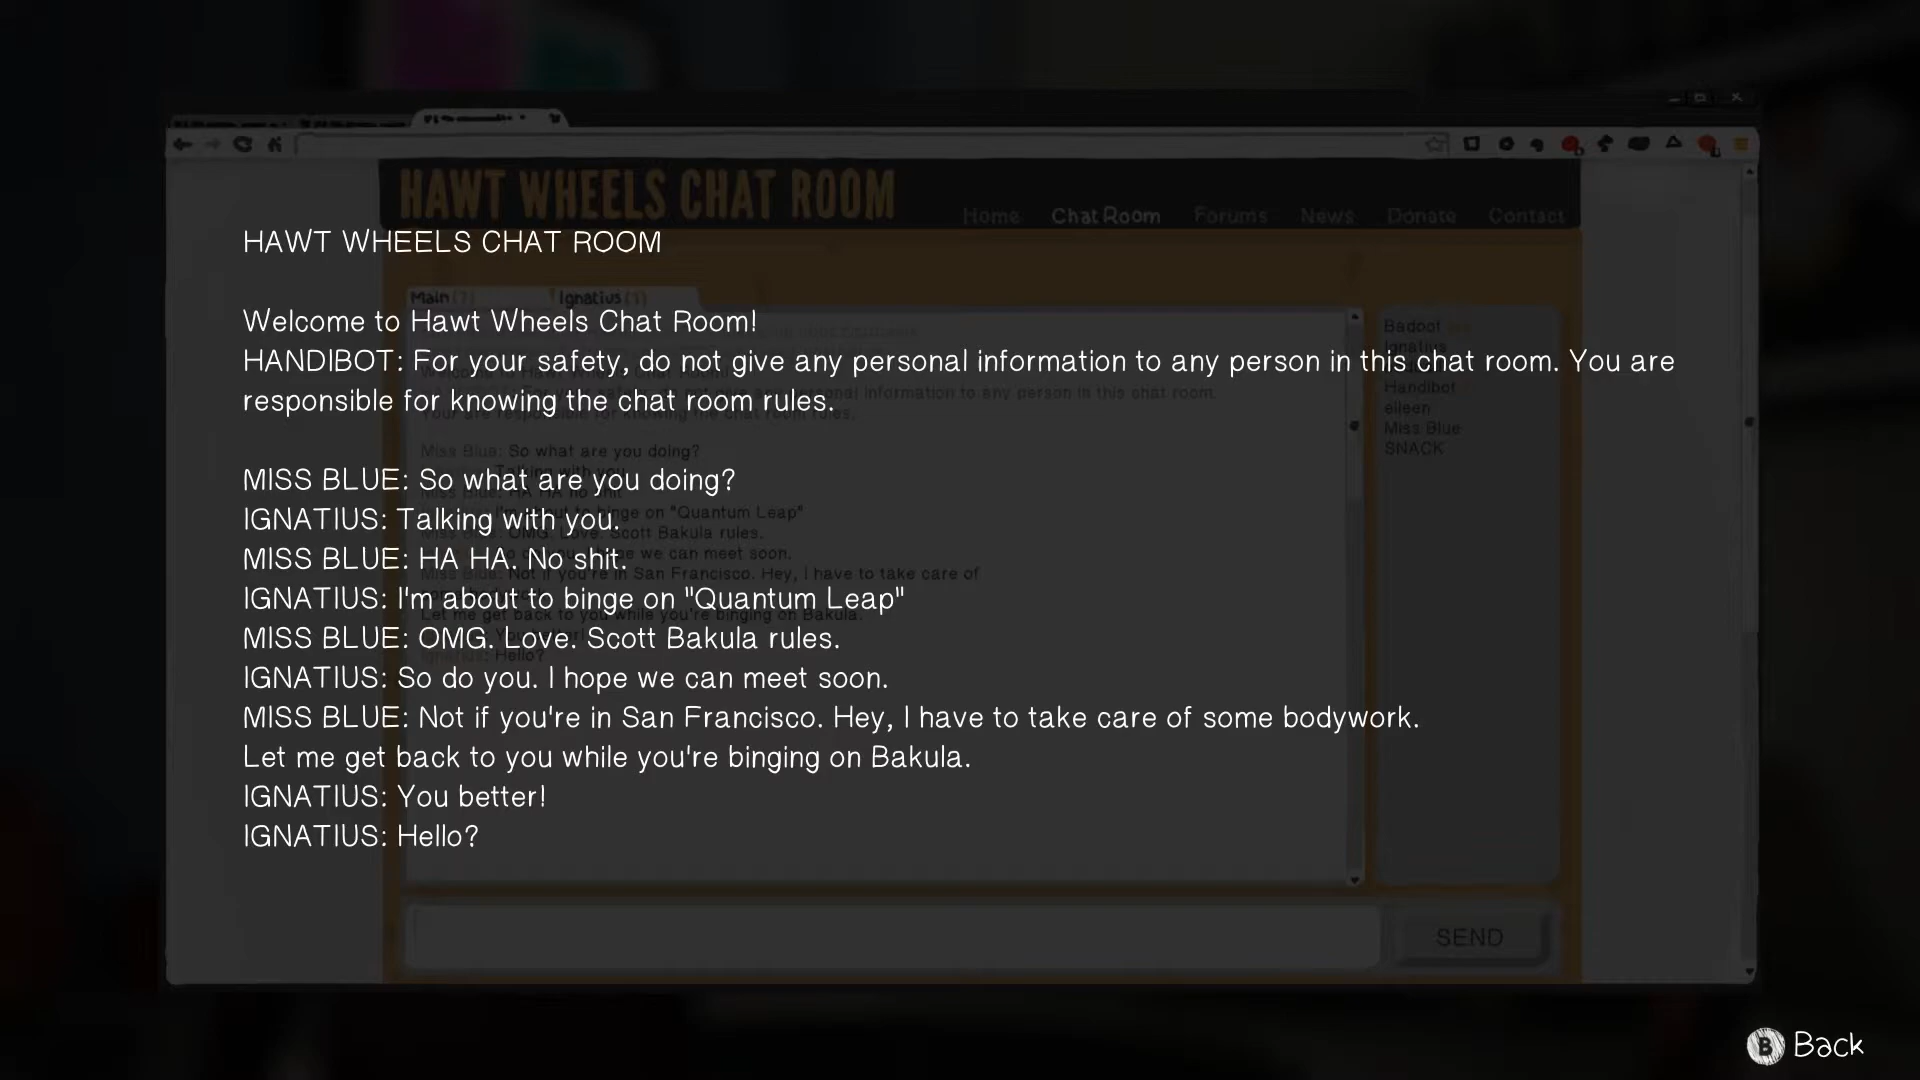 HAWT WHEELS CHAT ROOM
Home Chat Room Forums News Donate Contact
HAWT WHEELS CHAT ROOM
Main Ignatius (1)
Welcome to Hawt Wheels Chat Room!
HANDIBOT: For your safety, do not give any personal information to any person in this chat room. You are
responsible for knowing the chat room rules.
MISS BLUE: So what are you doing?
IGNATIUS: Talking with you.
MISS BLUE: HA HA. No shit.
IGNATIUS: I'm about to binge on "Quantum Leap"
MISS BLUE: OMG. Love. Scott Bakula rules.
IGNATIUS: So do you. I hope we can meet soon.
MISS BLUE: Not if you're in San Francisco. Hey, I have to take care of some bodywork.
Let me get back to you while you're binging on Bakula.
IGNATIUS: You better!
IGNATIUS: Hello?
Badoot
Ignatius
Handibot
eileen
Miss Blue
SNACK
SEND
B Back